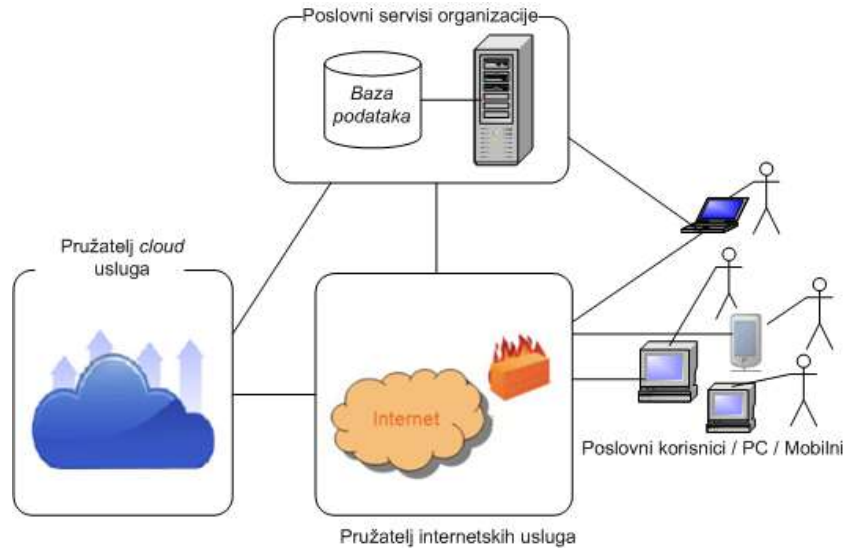 Poslovni servisi organizacije
Baza
podataka
Pružatelj cloud
usluga
Internet
Poslovni korisnici / PC / Mobilni
Pružatelj internetskih usluga